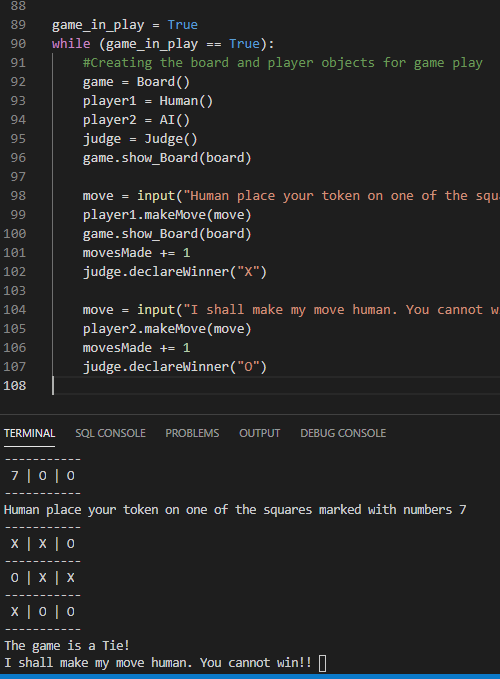 88
89 game_in_play = True
90 while (game_in_play == True):
91 #Creating the board and player objects for game play
92 game = Board()
93 player1 = Human()
94 player2 = AI()
95 judge = Judge()
96 game.show_Board(board)
97
98 move = input("Human place your token on one of the squa
99 player1.makeMove(move)
100 game.show_Board(board)
101 movesMade += 1
102 judge.declareWinner("X")
103
104 move = input("I shall make my move human. You cannot w
105 player2.makeMove(move)
106 movesMade += 1
107 judge.declareWinner("O")
108
TERMINAL SQL CONSOLE PROBLEMS OUTPUT DEBUG CONSOLE
-----------
7 | O | O
-----------
Human place your token on one of the squares marked with numbers 7
-----------
X | X | O
-----------
O | X | X
-----------
X | O | O
-----------
The game is a Tie!
I shall make my move human. You cannot win!!